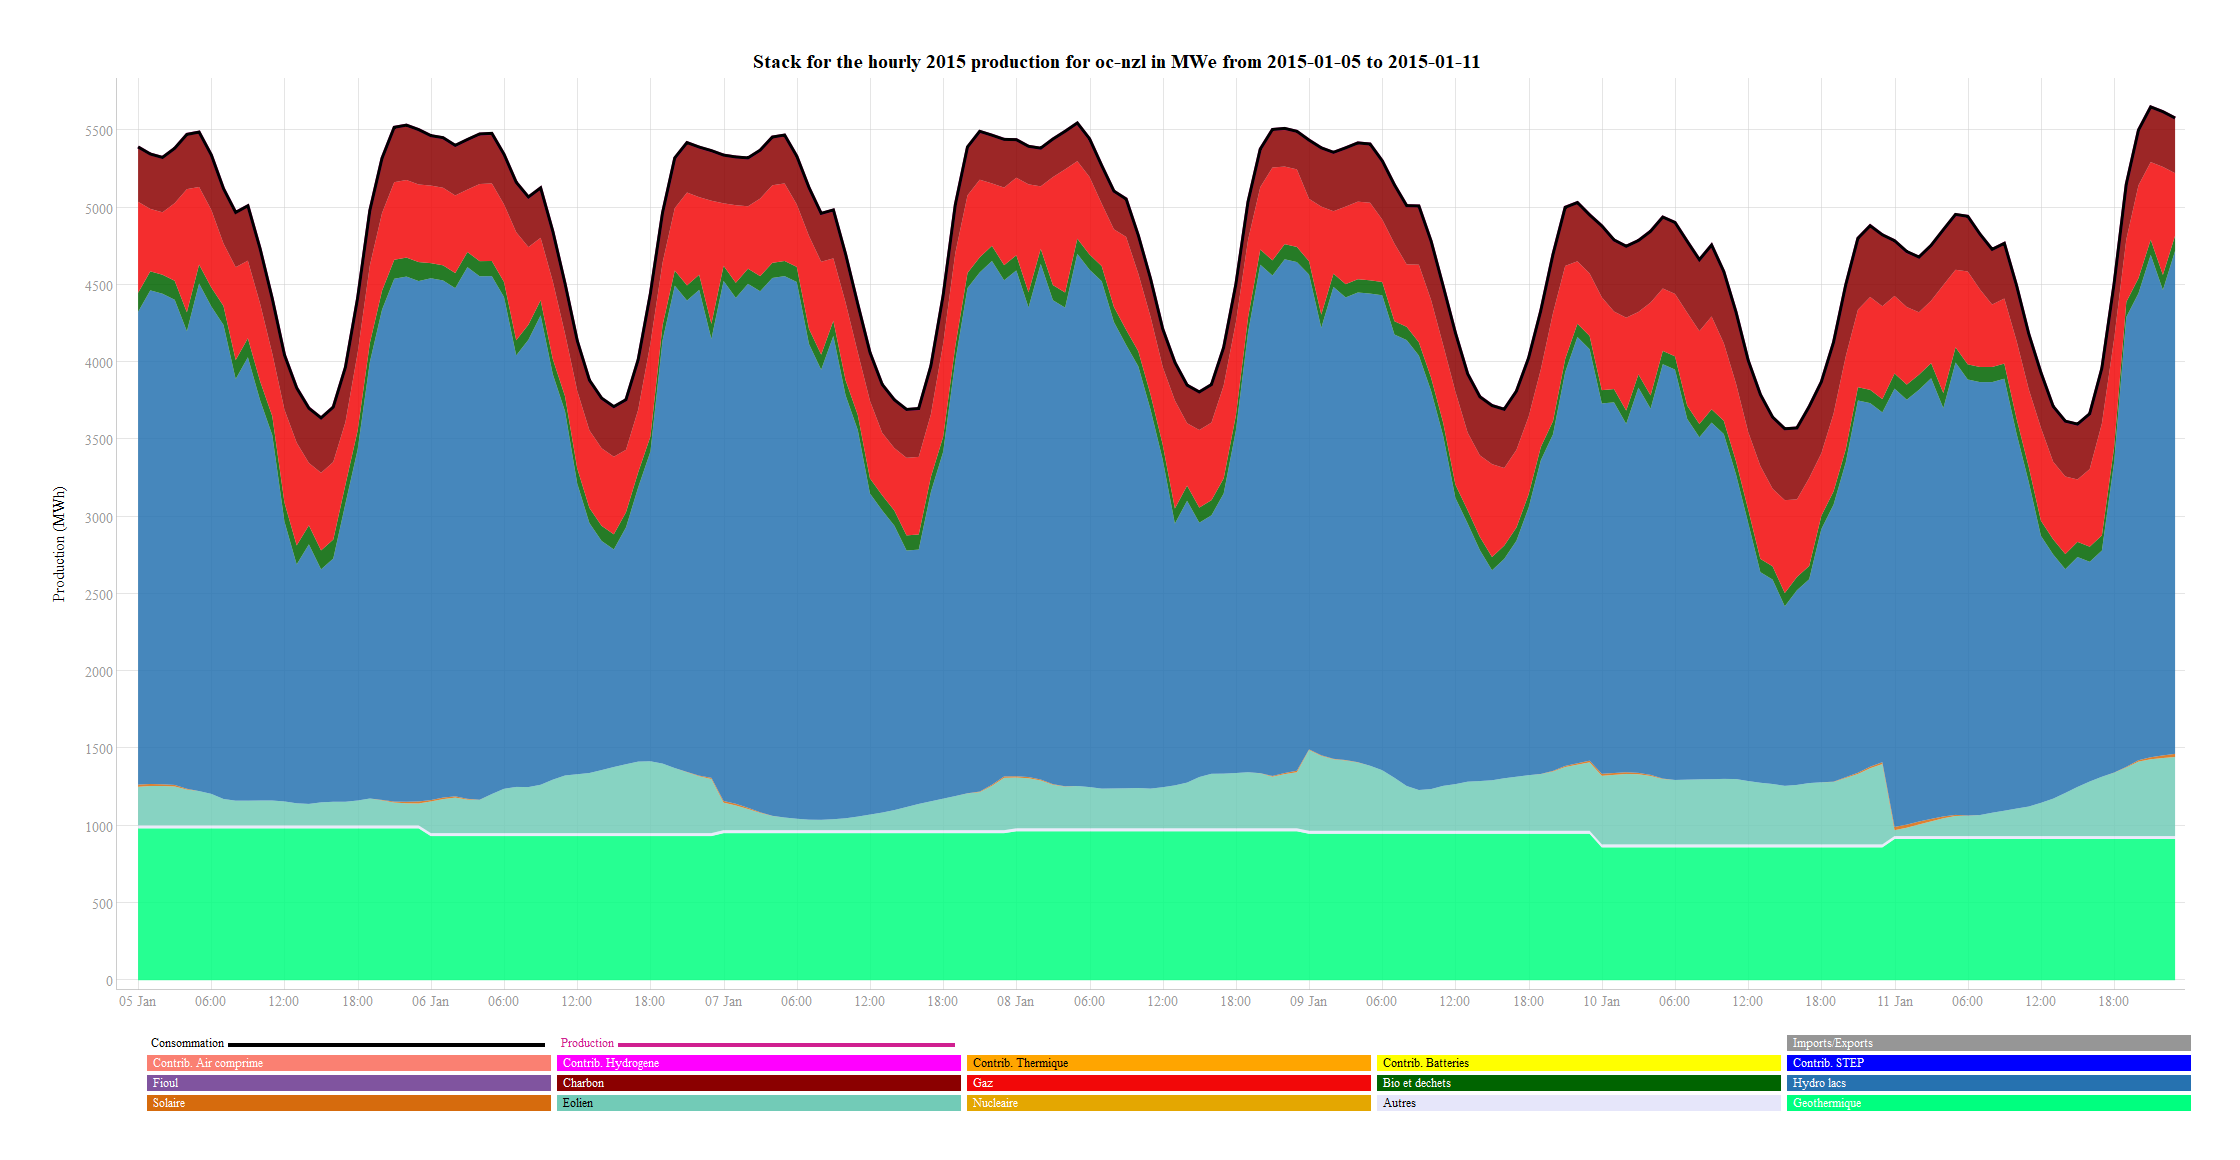 Stack for the hourly 2015 production for oc-nzl in MWe from 2015-01-05 to 2015-01-11
Production (MWh)
5500
5000
4500
4000
3500
3000
2500
2000
1500
1000
500
0
05 Jan 06:00 12:00 18:00 06 Jan 06:00 12:00 18:00 07 Jan 06:00 12:00 18:00 08 Jan 06:00 12:00 18:00 09 Jan 06:00 12:00 18:00 10 Jan 06:00 12:00 18:00 11 Jan 06:00 12:00 18:00
Consommation Production Imports/Exports
Contrib. Air comprime Contrib. Hydrogene Contrib. Thermique Contrib. Batteries Contrib. STEP
Fioul Charbon Gaz Bio et dechets Hydro lacs
Solaire Eolien Nucleaire Autres Geothermique